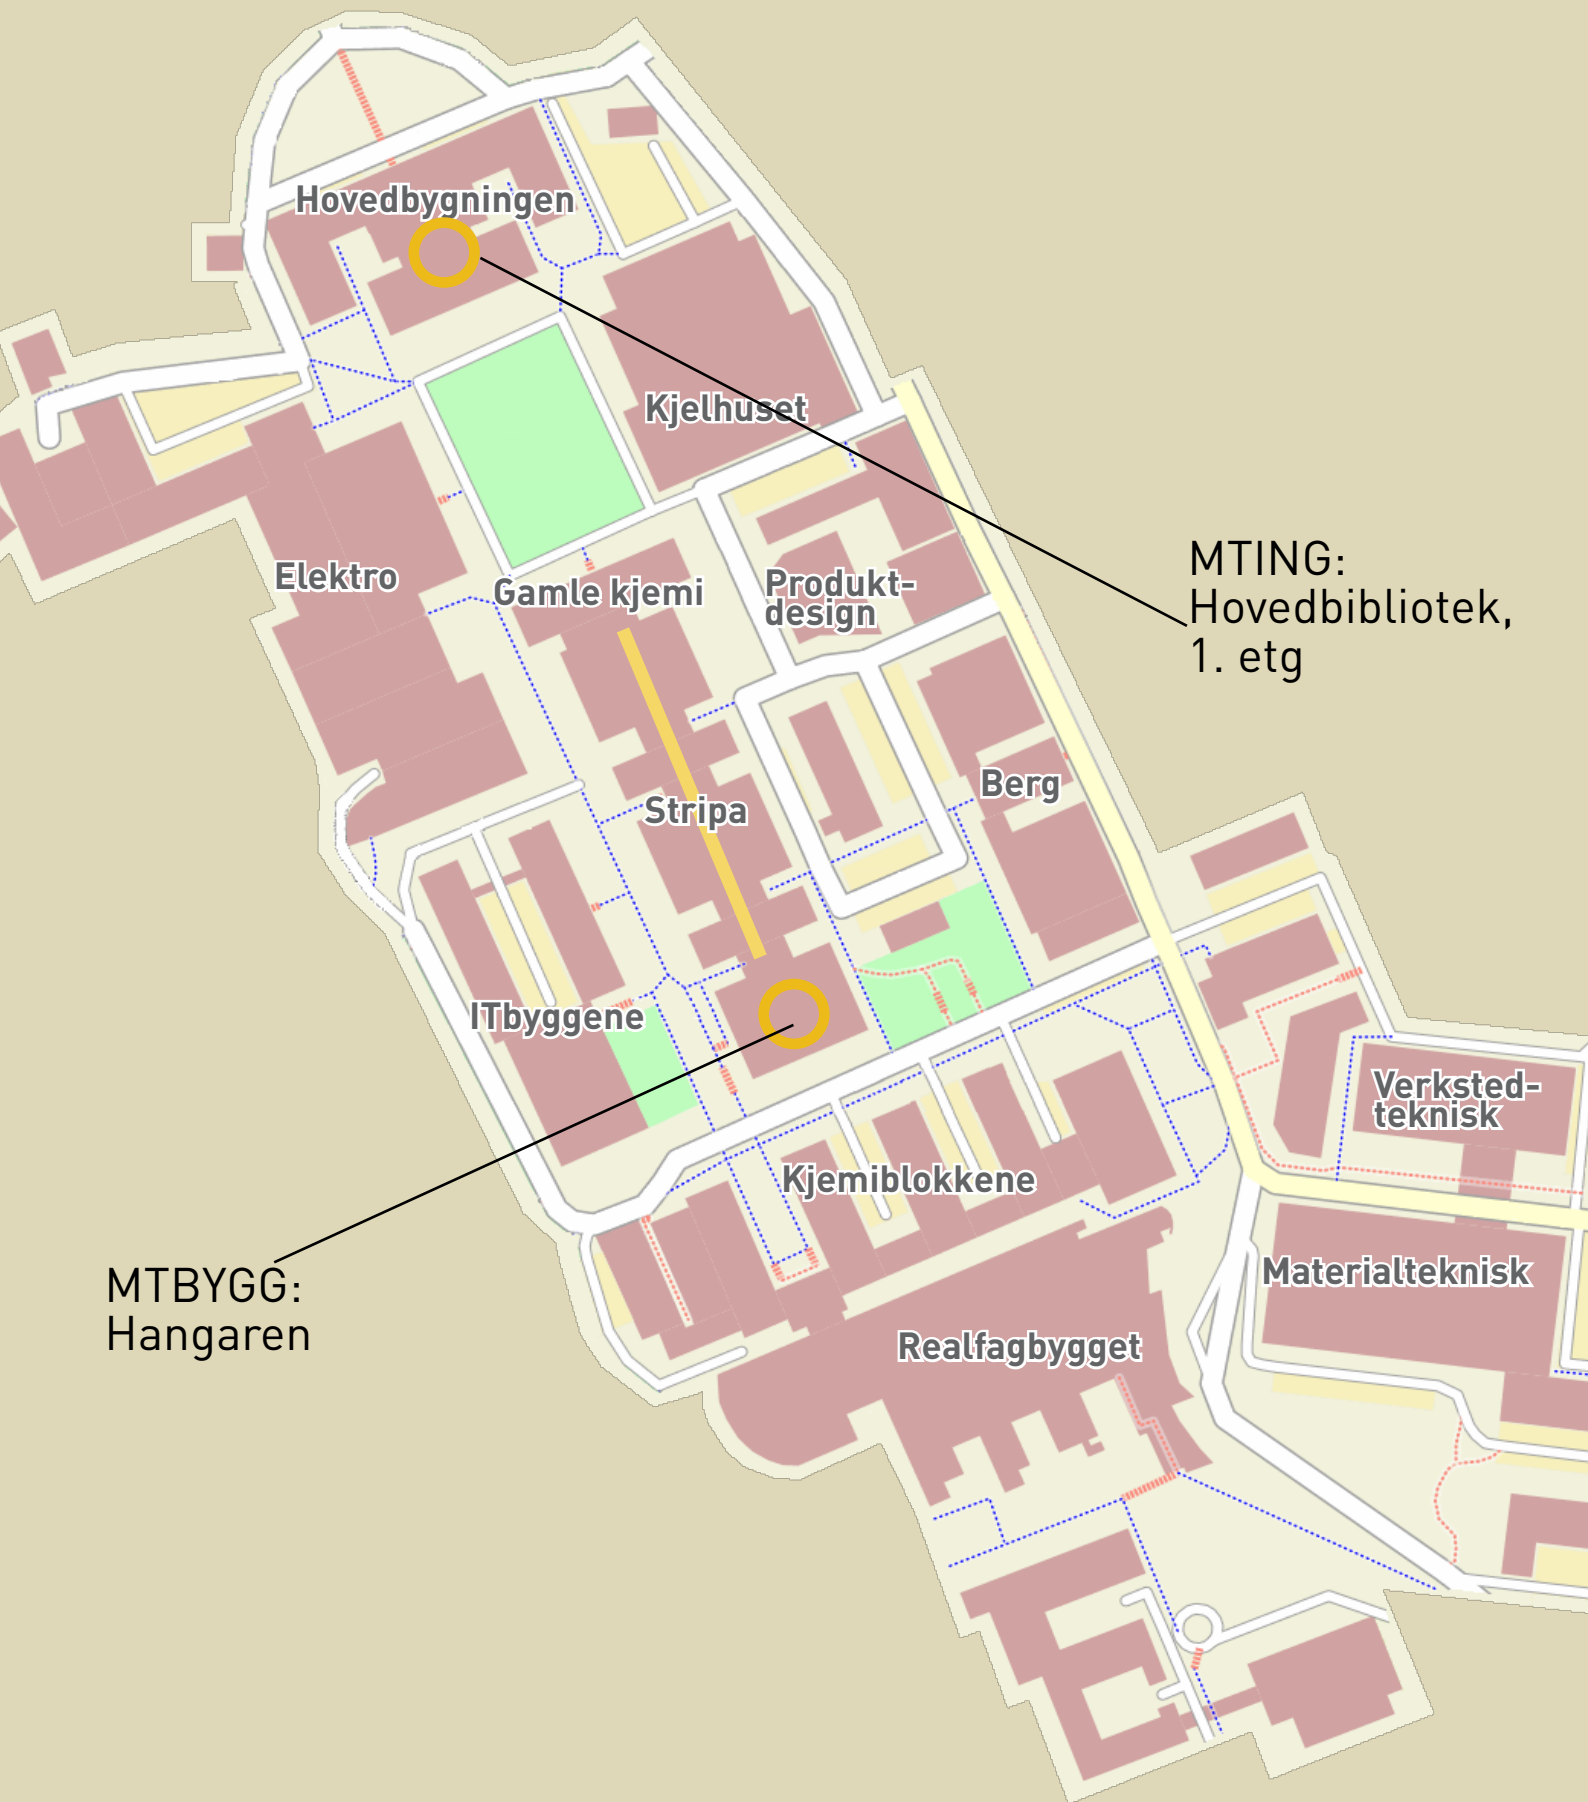 Hovedbygningen
Kjelhuset
MTING:
Hovedbibliotek,
1. etg
Elektro
Gamle kjemi
Produkt-
design
Berg
Stripa
ITbyggene
Verksted-
teknisk
Kjemiblokkene
MTBYGG:
Hangaren
Materialteknisk
Realfagbygget